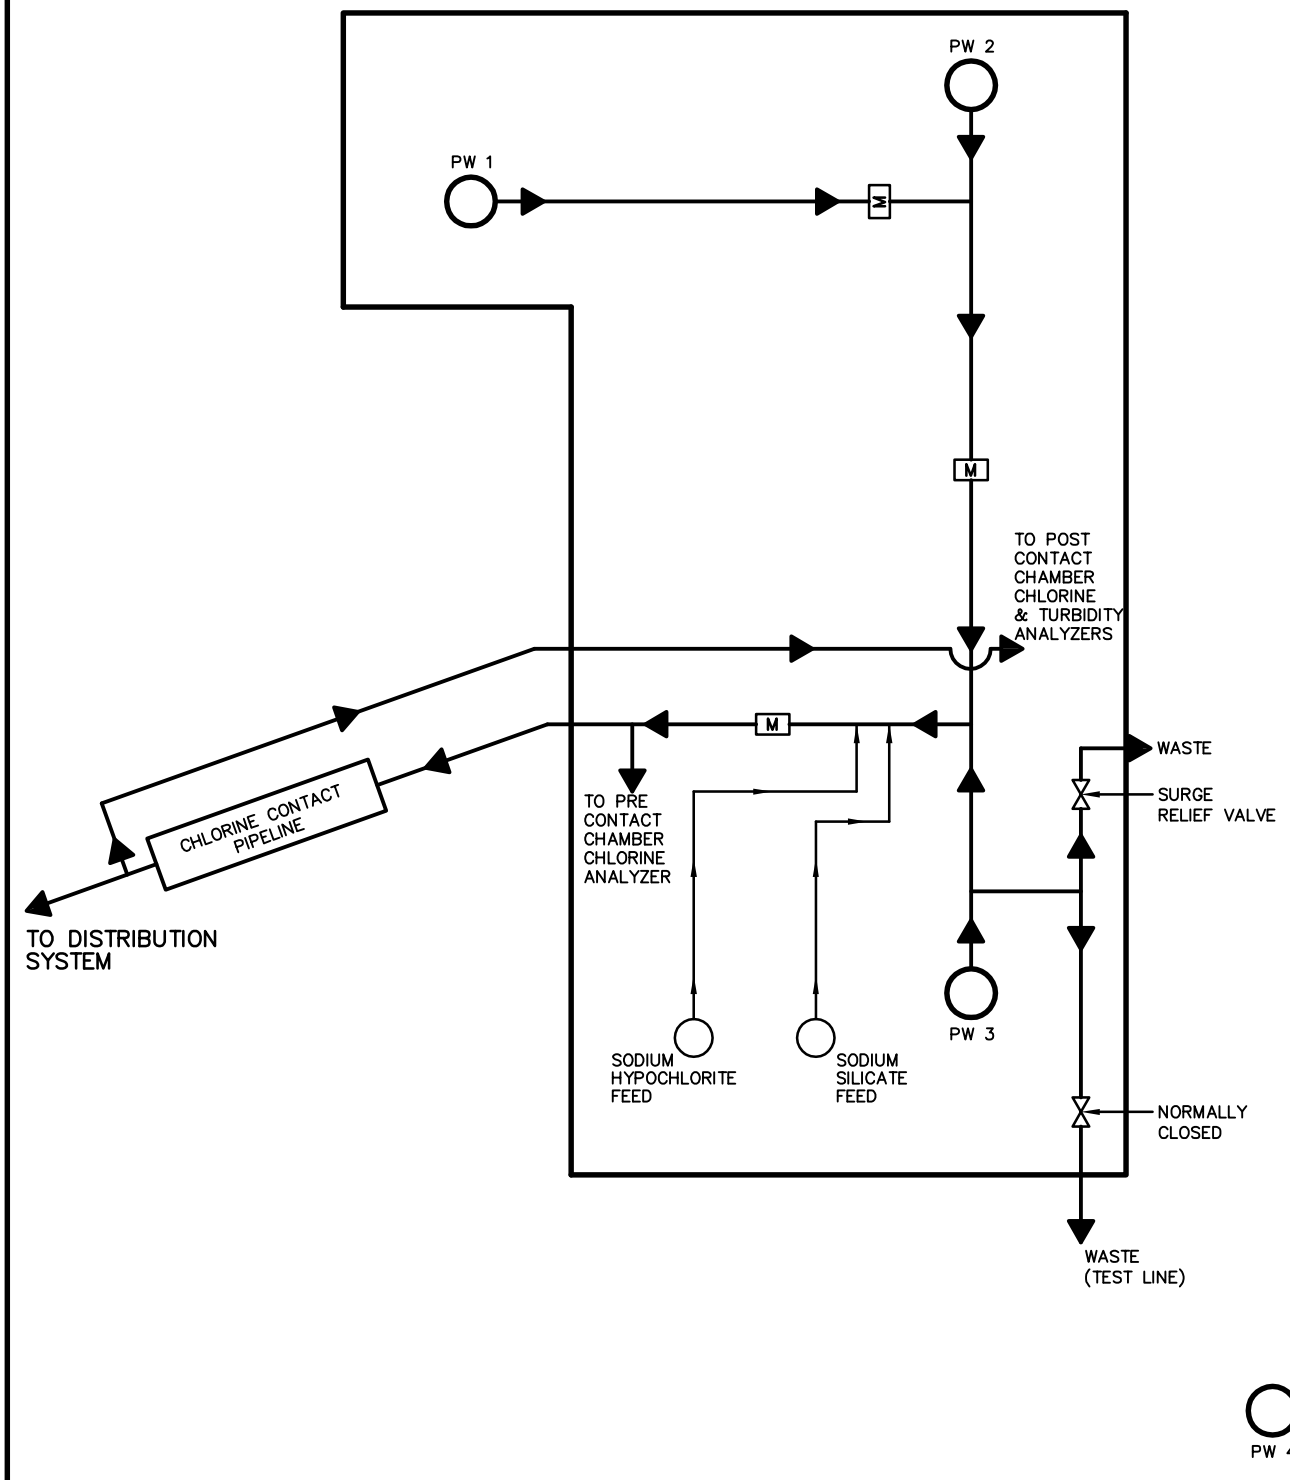 PW 2
PW 1
M
M
TO POST
CONTACT
CHAMBER
CHLORINE
& TURBIDITY
ANALYZERS
M
WASTE
SURGE
RELIEF VALVE
CHLORINE CONTACT
PIPELINE
TO PRE
CONTACT
CHAMBER
CHLORINE
ANALYZER
TO DISTRIBUTION
SYSTEM
PW 3
SODIUM
HYPOCHLORITE
FEED
SODIUM
SILICATE
FEED
NORMALLY
CLOSED
WASTE
(TEST LINE)
PW 4